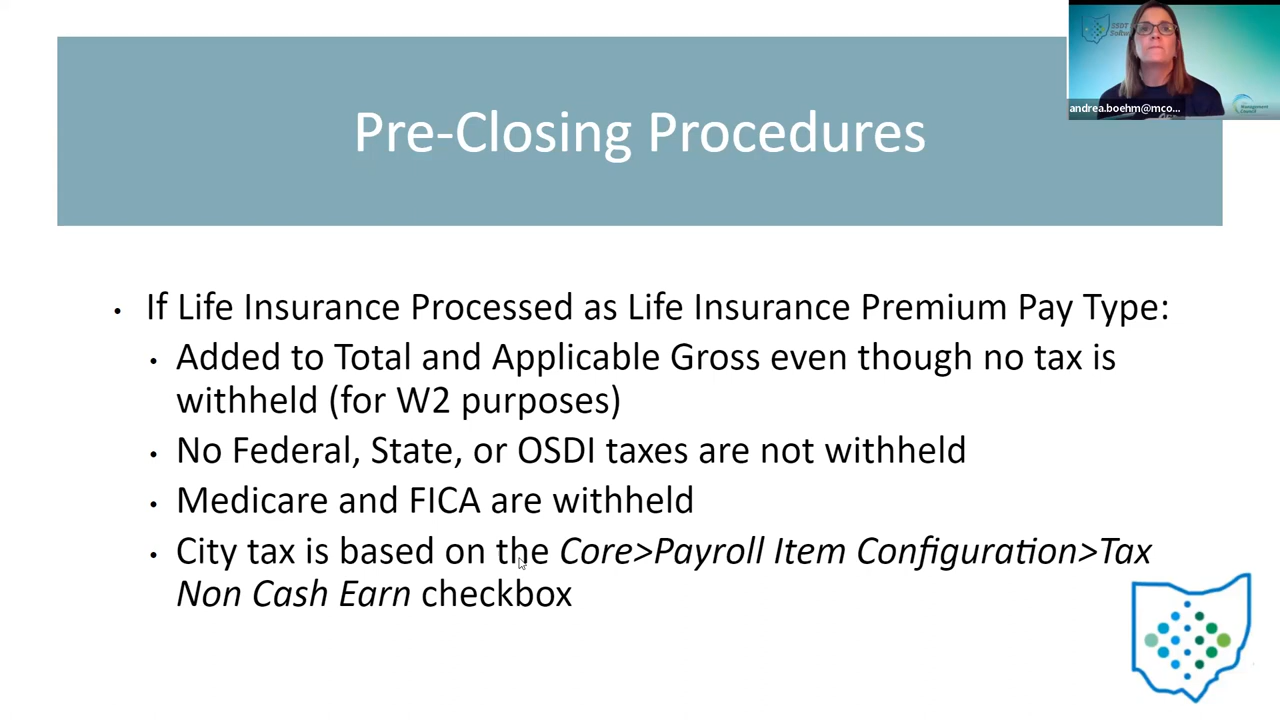 SSDT
andrea.boehm@mco...
Management
Council
Pre-Closing Procedures
• If Life Insurance Processed as Life Insurance Premium Pay Type:
• Added to Total and Applicable Gross even though no tax is
withheld (for W2 purposes)
• No Federal, State, or OSDI taxes are not withheld
• Medicare and FICA are withheld
• City tax is based on the Core>Payroll Item Configuration>Tax
Non Cash Earn checkbox